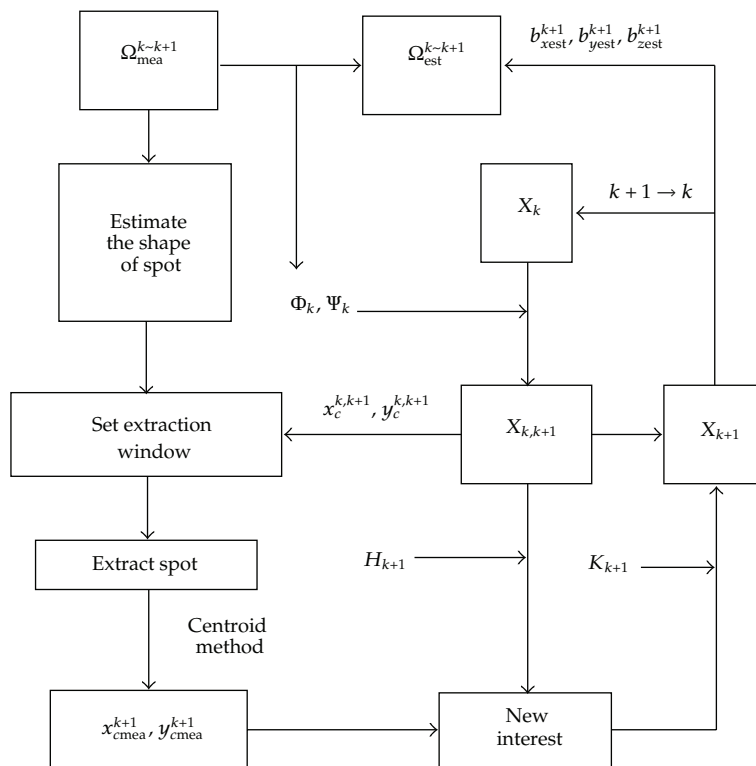 Ω_mea^{k~k+1}
Ω_est^{k~k+1}
b_xest^{k+1}, b_yest^{k+1}, b_zest^{k+1}
Estimate
the shape
of spot
X_k
k + 1 → k
Φ_k, Ψ_k
Set extraction
window
x_c^{k,k+1}, y_c^{k,k+1}
X_{k,k+1}
X_{k+1}
Extract spot
H_{k+1}
K_{k+1}
Centroid
method
x_cmea^{k+1}, y_cmea^{k+1}
New
interest